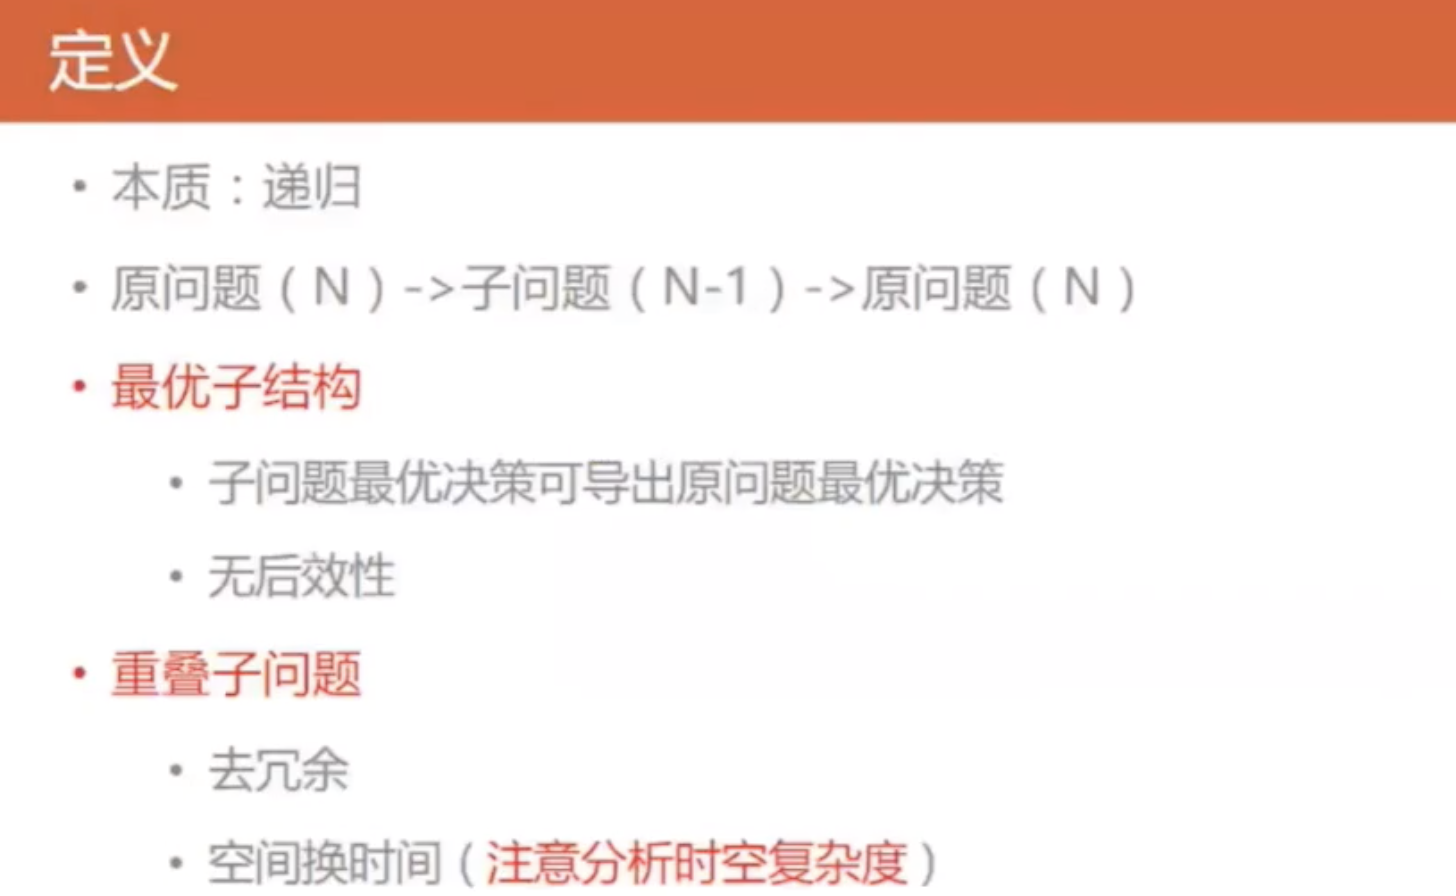 定义
• 本质：递归
• 原问题（N）->子问题（N-1）->原问题（N）
• 最优子结构
• 子问题最优决策可导出原问题最优决策
• 无后效性
• 重叠子问题
• 去冗余
• 空间换时间（注意分析时空复杂度）